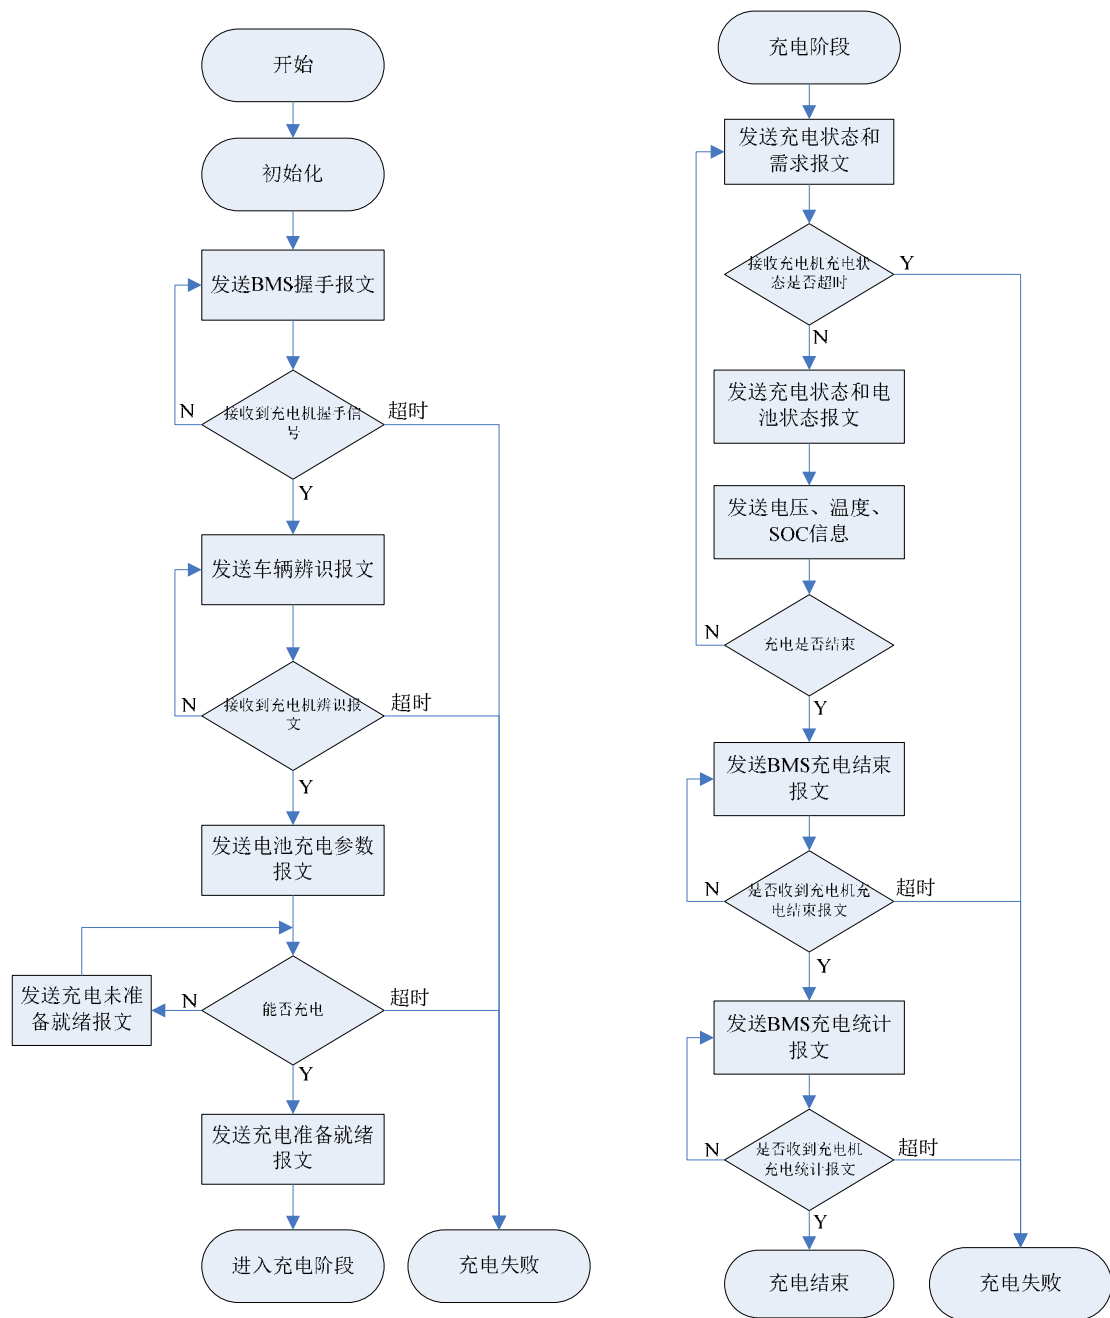 开始
初始化
发送BMS握手报文
接收到充电机握手信
号
N
超时
Y
发送车辆辨识报文
接收到充电机辨识报
文
N
超时
Y
发送电池充电参数
报文
能否充电
N
超时
发送充电未准
备就绪报文
Y
发送充电准备就绪
报文
进入充电阶段
充电失败
充电阶段
发送充电状态和
需求报文
接收充电机充电状
态是否超时
Y
N
发送充电状态和电
池状态报文
发送电压、温度、
SOC信息
充电是否结束
N
Y
发送BMS充电结束
报文
是否收到充电机充
电结束报文
N
超时
Y
发送BMS充电统计
报文
是否收到充电机
充电统计报文
N
超时
Y
充电结束
充电失败